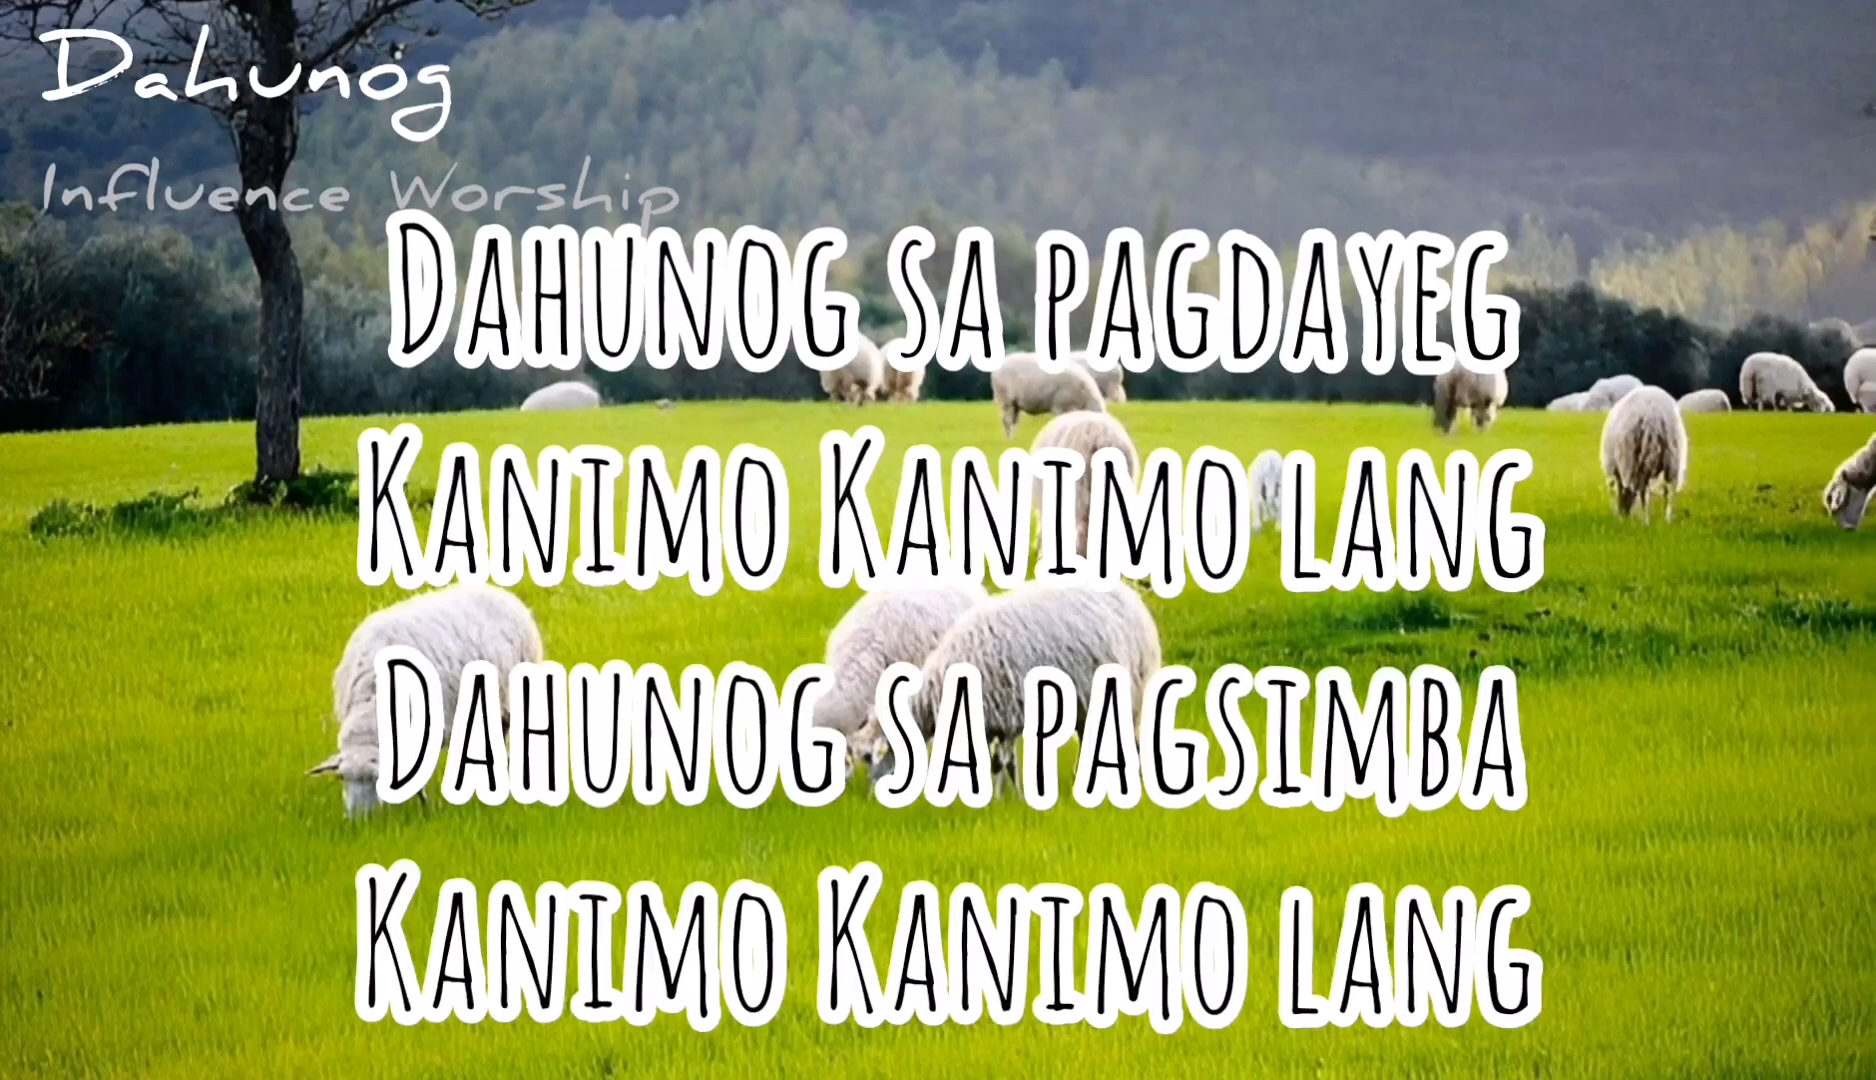 Dahunog
Influence Worship
Dahunog sa pagdayeg
Kanimo Kanimo lang
Dahunog sa pagsimba
Kanimo Kanimo lang